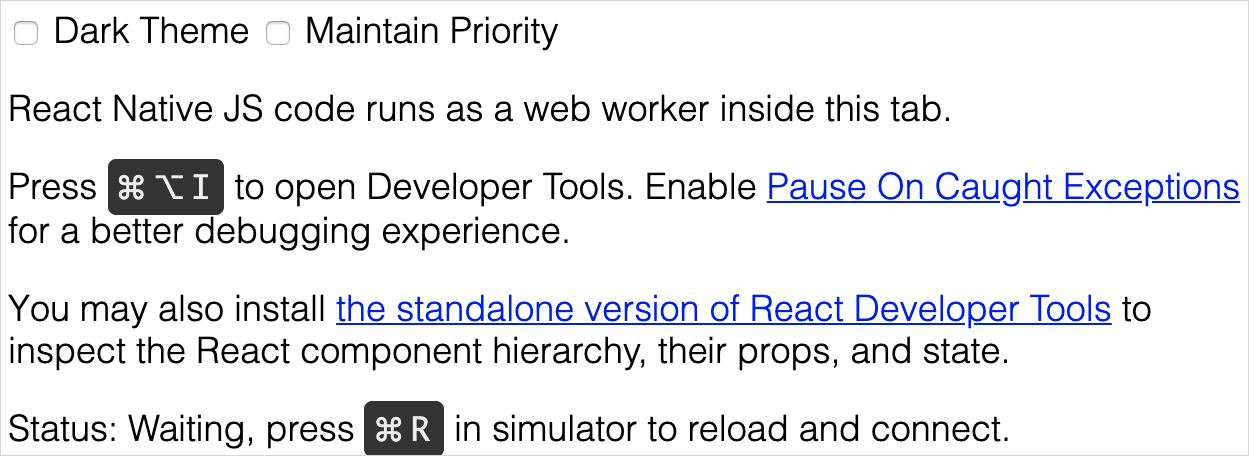 Dark Theme Maintain Priority
React Native JS code runs as a web worker inside this tab.
Press ⌘⌥I to open Developer Tools. Enable Pause On Caught Exceptions
for a better debugging experience.
You may also install the standalone version of React Developer Tools to
inspect the React component hierarchy, their props, and state.
Status: Waiting, press ⌘R in simulator to reload and connect.